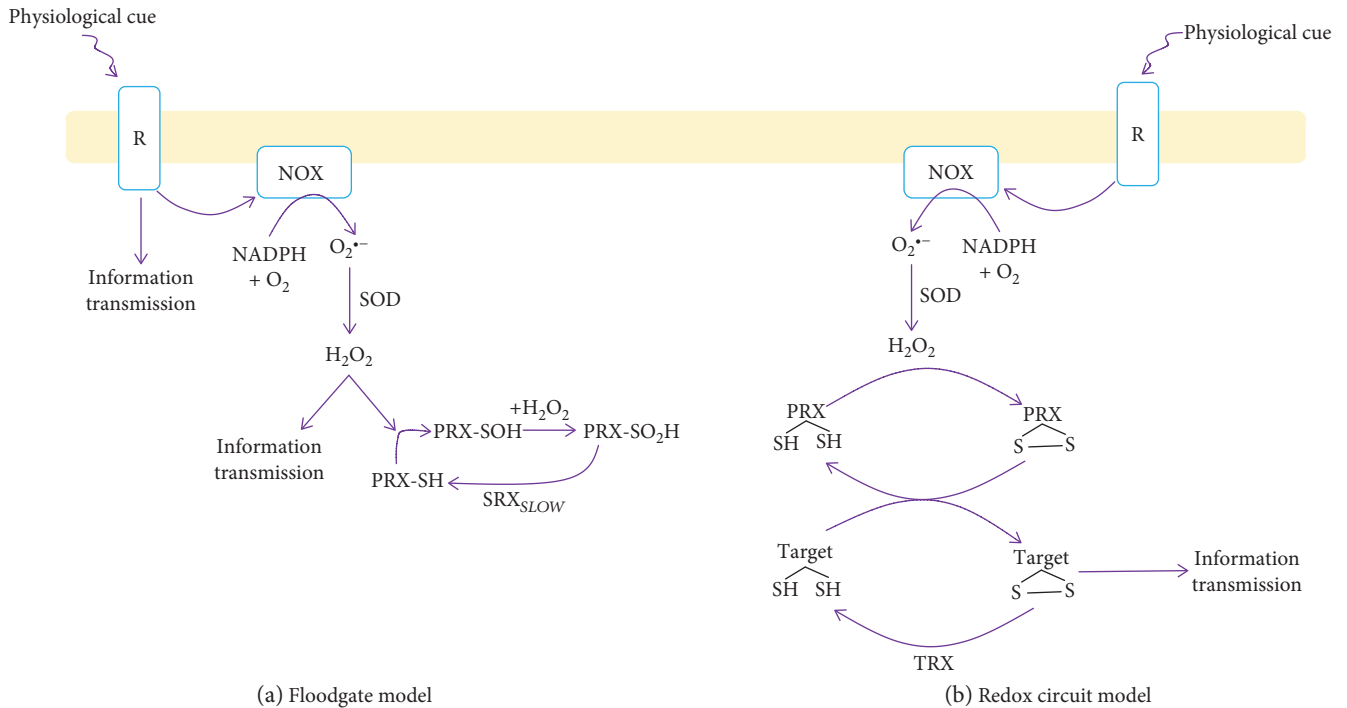 Physiological cue
R
NOX
NADPH
+ O₂
O₂•−
Information
transmission
SOD
H₂O₂
Information
transmission
+H₂O₂
PRX-SOH
PRX-SO₂H
PRX-SH
SRX_SLOW
(a) Floodgate model
Physiological cue
R
NOX
O₂•−
NADPH
+ O₂
SOD
H₂O₂
PRX
SH SH
PRX
S S
Target
SH SH
Target
S S
Information
transmission
TRX
(b) Redox circuit model